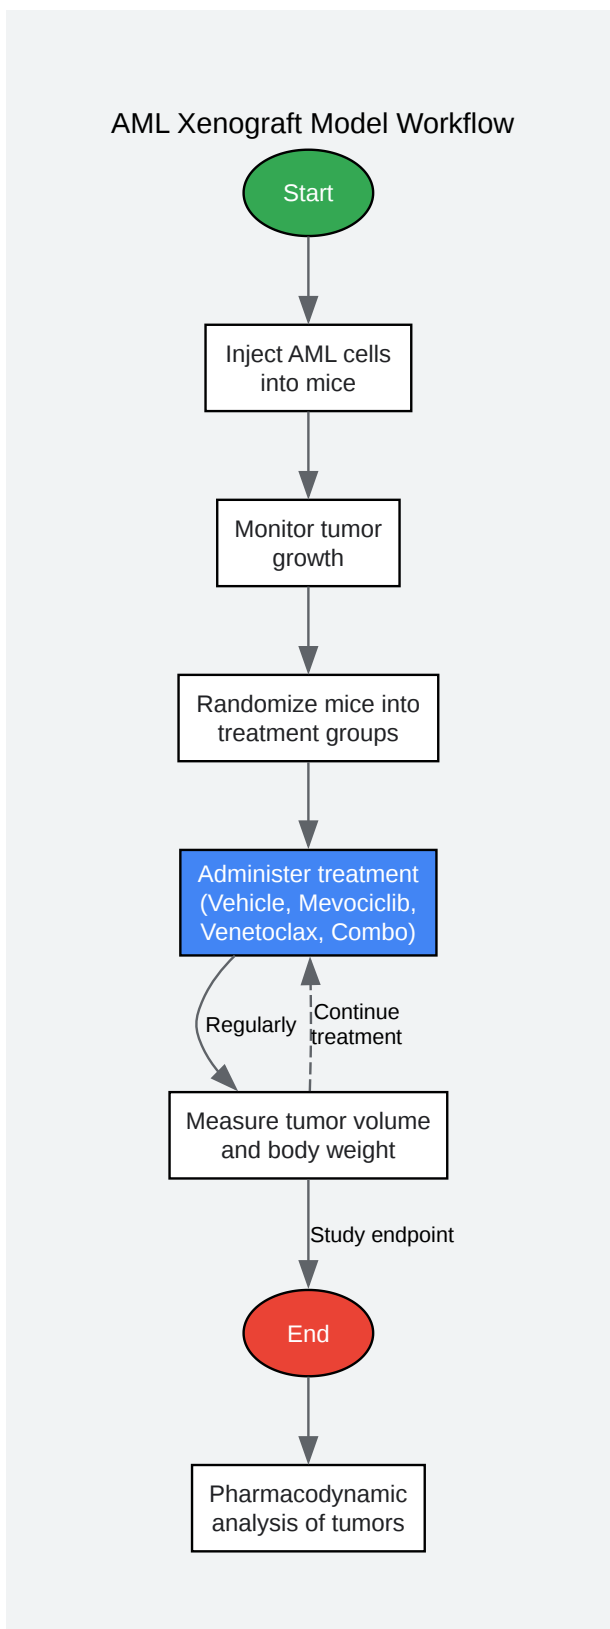 AML Xenograft Model Workflow
Start
Inject AML cells
into mice
Monitor tumor
growth
Randomize mice into
treatment groups
Administer treatment
(Vehicle, Mevociclib,
Venetoclax, Combo)
Regularly
Continue
treatment
Measure tumor volume
and body weight
Study endpoint
End
Pharmacodynamic
analysis of tumors